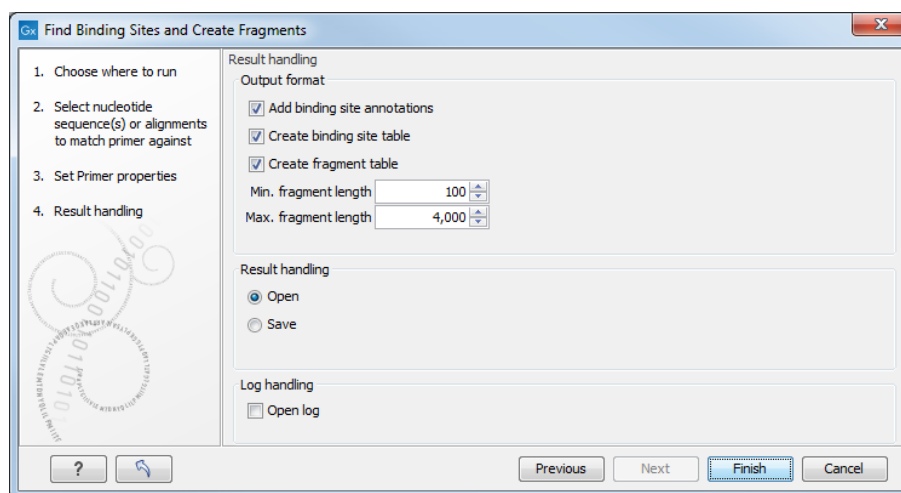 Gx Find Binding Sites and Create Fragments
1. Choose where to run
2. Select nucleotide
sequence(s) or alignments
to match primer against
3. Set Primer properties
4. Result handling
Result handling
Output format
Add binding site annotations
Create binding site table
Create fragment table
Min. fragment length 100
Max. fragment length 4,000
Result handling
Open
Save
Log handling
Open log
? Previous Next Finish Cancel